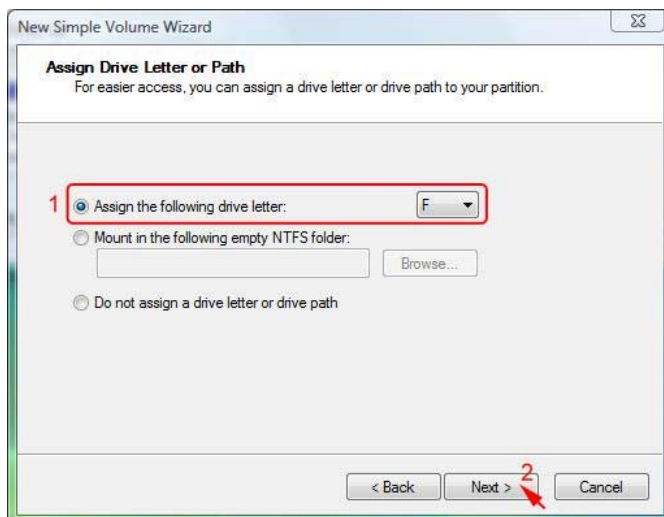 New Simple Volume Wizard
Assign Drive Letter or Path
For easier access, you can assign a drive letter or drive path to your partition.
1 Assign the following drive letter: F
Mount in the following empty NTFS folder:
Browse...
Do not assign a drive letter or drive path
2
< Back Next > Cancel